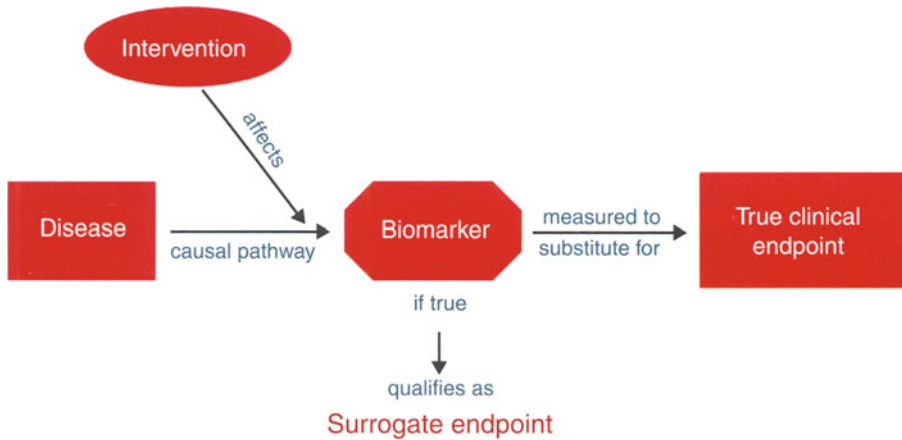 Intervention
affects
Disease
causal pathway
Biomarker
measured to
substitute for
True clinical
endpoint
if true
qualifies as
Surrogate endpoint